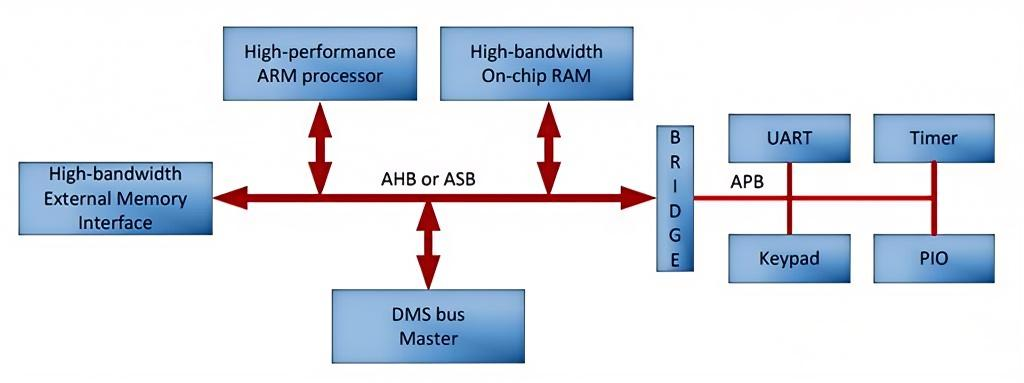 High-performance
ARM processor
High-bandwidth
On-chip RAM
High-bandwidth
External Memory
Interface
AHB or ASB
B
R
I
D
G
E
APB
UART
Timer
Keypad
PIO
DMS bus
Master